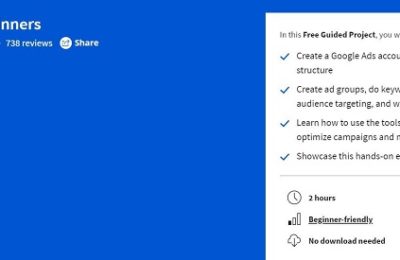 nners
738 reviews Share
In this Free Guided Project, you w
Create a Google Ads accou
structure
Create ad groups, do keyw
audience targeting, and w
Learn how to use the tools
optimize campaigns and m
Showcase this hands-on e
2 hours
Beginner-friendly
No download needed